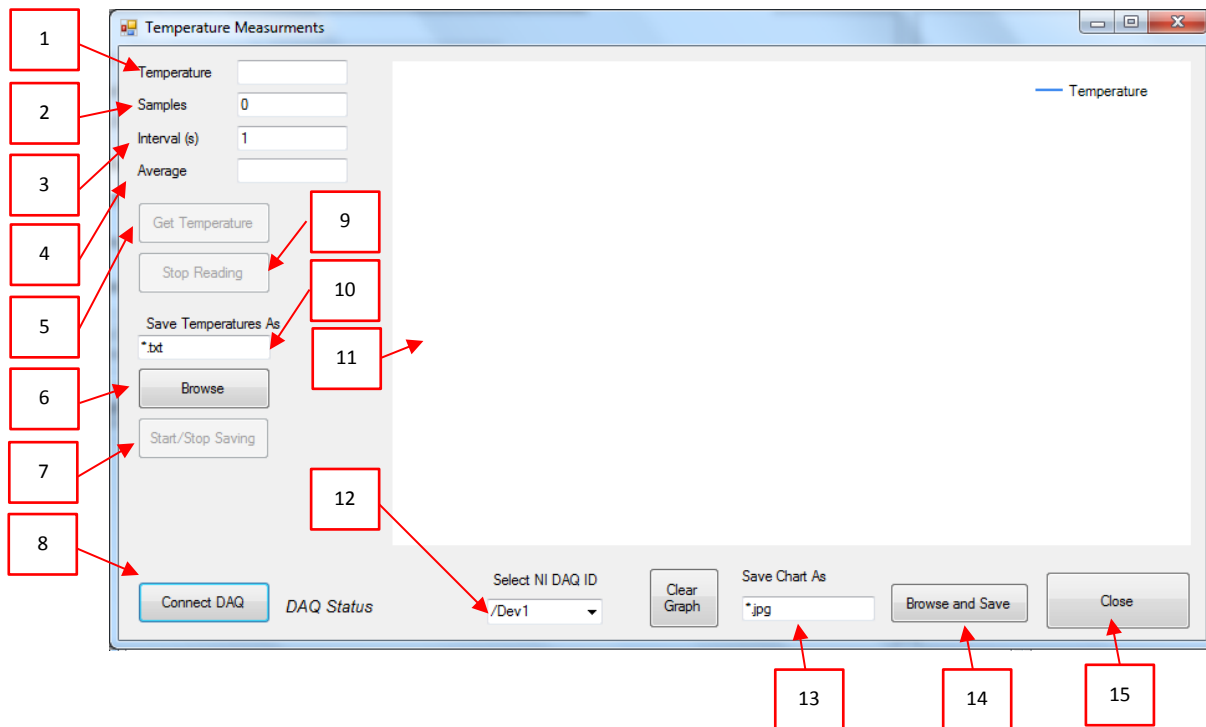 1
Temperature Measurments
Temperature
Temperature
2
Samples
0
3
Interval (s)
1
4
Average
5
Get Temperature
9
Stop Reading
10
Save Temperatures As
*.txt
11
6
Browse
7
Start/Stop Saving
12
8
Connect DAQ
DAQ Status
Select NI DAQ ID
/Dev1
Clear
Graph
Save Chart As
*.jpg
Browse and Save
Close
13
14
15